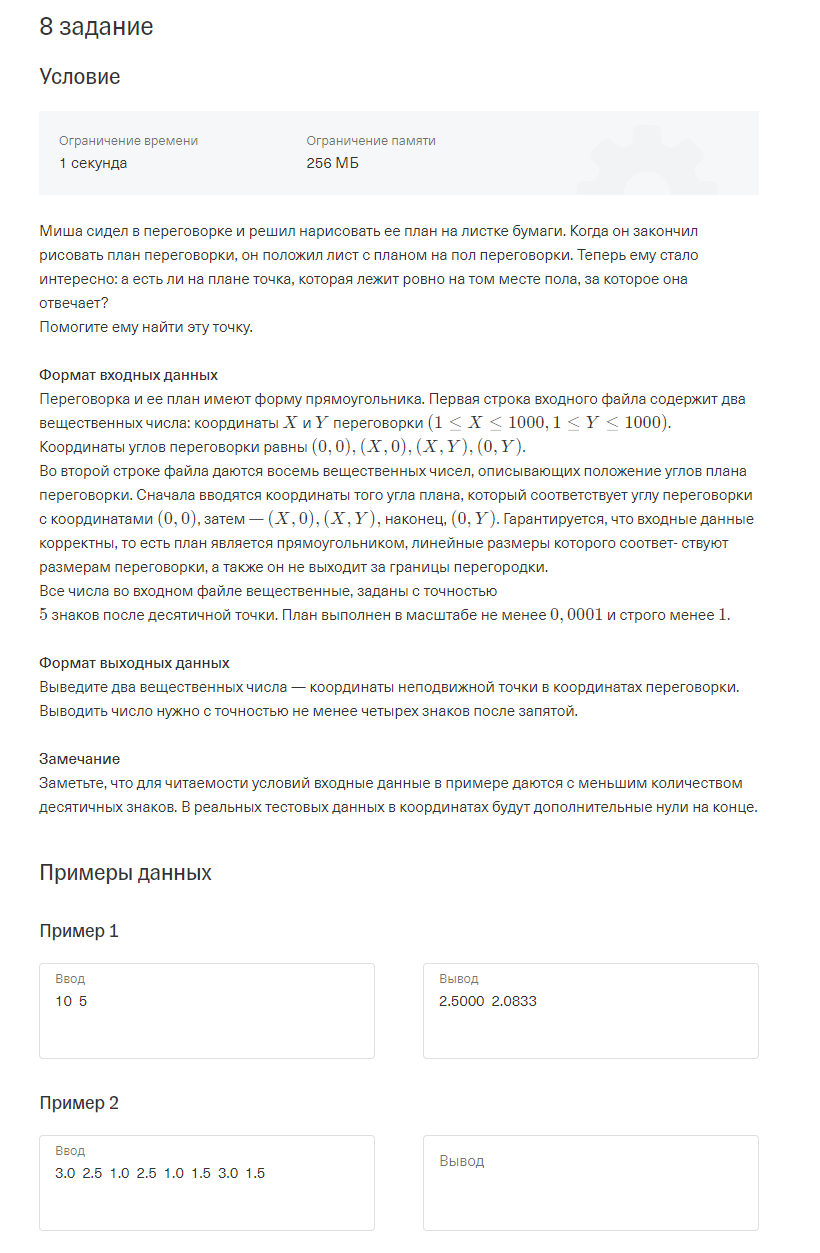 8 задание
Условие
Ограничение времени Ограничение памяти
1 секунда 256 МБ
Миша сидел в переговорке и решил нарисовать ее план на листке бумаги. Когда он закончил
рисовать план переговорки, он положил лист с планом на пол переговорки. Теперь ему стало
интересно: а есть ли на плане точка, которая лежит ровно на том месте пола, за которое она
отвечает?
Помогите ему найти эту точку.
Формат входных данных
Переговорка и ее план имеют форму прямоугольника. Первая строка входного файла содержит два
вещественных числа: координаты X и Y переговорки (1 ≤ X ≤ 1000, 1 ≤ Y ≤ 1000).
Координаты углов переговорки равны (0, 0), (X, 0), (X, Y), (0, Y).
Во второй строке файла даются восемь вещественных чисел, описывающих положение углов плана
переговорки. Сначала вводятся координаты того угла плана, который соответствует углу переговорки
с координатами (0, 0), затем — (X, 0), (X, Y), наконец, (0, Y). Гарантируется, что входные данные
корректны, то есть план является прямоугольником, линейные размеры которого соответ- ствуют
размерам переговорки, а также он не выходит за границы перегородки.
Все числа во входном файле вещественные, заданы с точностью
5 знаков после десятичной точки. План выполнен в масштабе не менее 0, 0001 и строго менее 1.
Формат выходных данных
Выведите два вещественных числа — координаты неподвижной точки в координатах переговорки.
Выводить число нужно с точностью не менее четырех знаков после запятой.
Замечание
Заметьте, что для читаемости условий входные данные в примере даются с меньшим количеством
десятичных знаков. В реальных тестовых данных в координатах будут дополнительные нули на конце.
Примеры данных
Пример 1
Ввод Вывод
10 5 2.5000 2.0833
Пример 2
Ввод Вывод
3.0 2.5 1.0 2.5 1.0 1.5 3.0 1.5